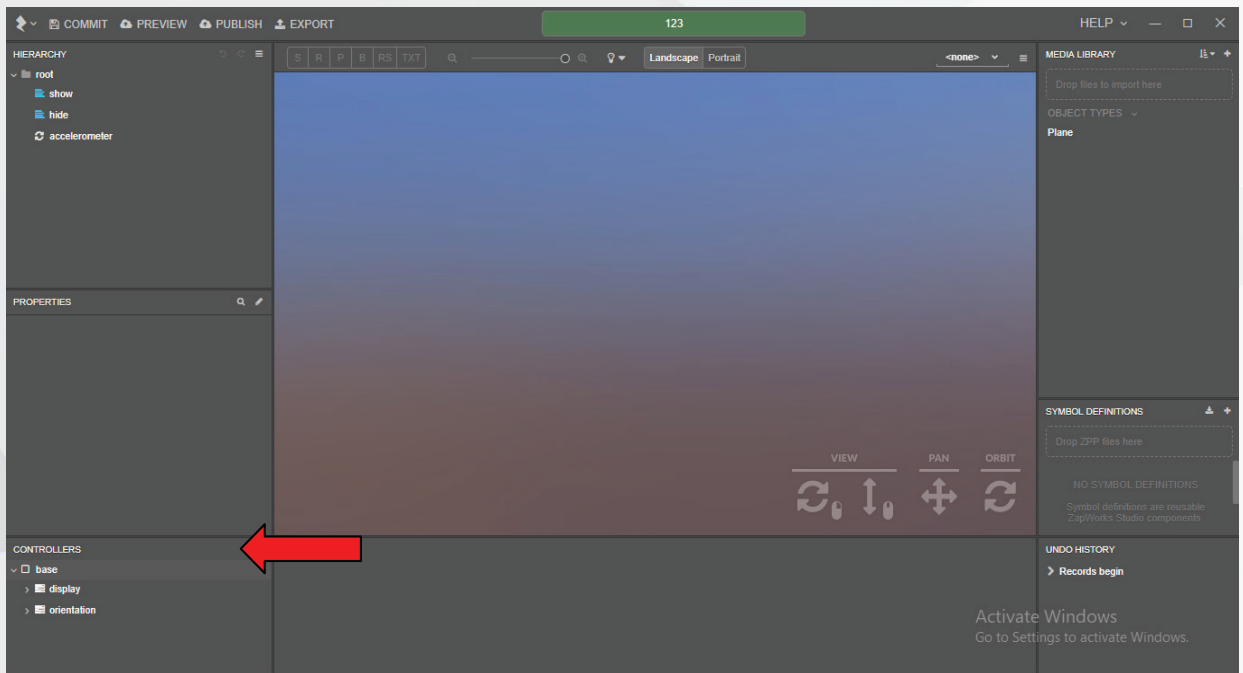 COMMIT PREVIEW PUBLISH EXPORT 123 HELP
HIERARCHY
root
show
hide
accelerometer
S R P B RS TXT Landscape Portrait <none>
MEDIA LIBRARY
Drop files to import here
OBJECT TYPES
Plane
PROPERTIES
VIEW PAN ORBIT
SYMBOL DEFINITIONS
Drop ZPP files here
NO SYMBOL DEFINITIONS
Symbol definitions are reusable
ZapWorks Studio components
CONTROLLERS
base
display
orientation
UNDO HISTORY
Records begin
Activate Windows
Go to Settings to activate Windows.